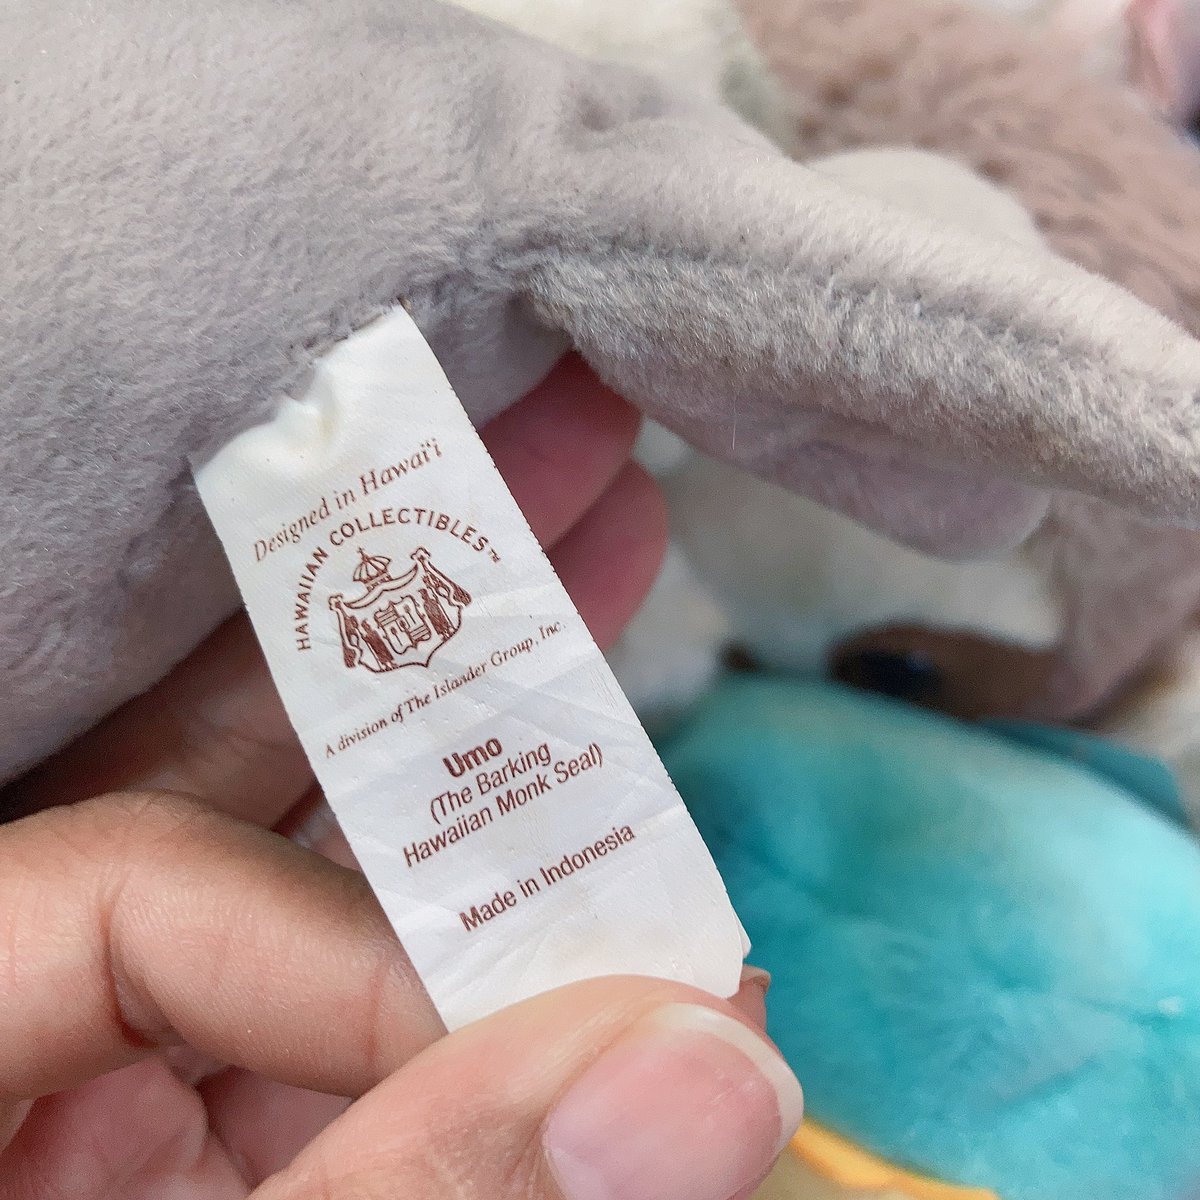 Designed in Hawai‘i
HAWAIIAN COLLECTIBLES™
A division of The Islander Group, Inc.
Umo
(The Barking
Hawaiian Monk Seal)
Made in Indonesia